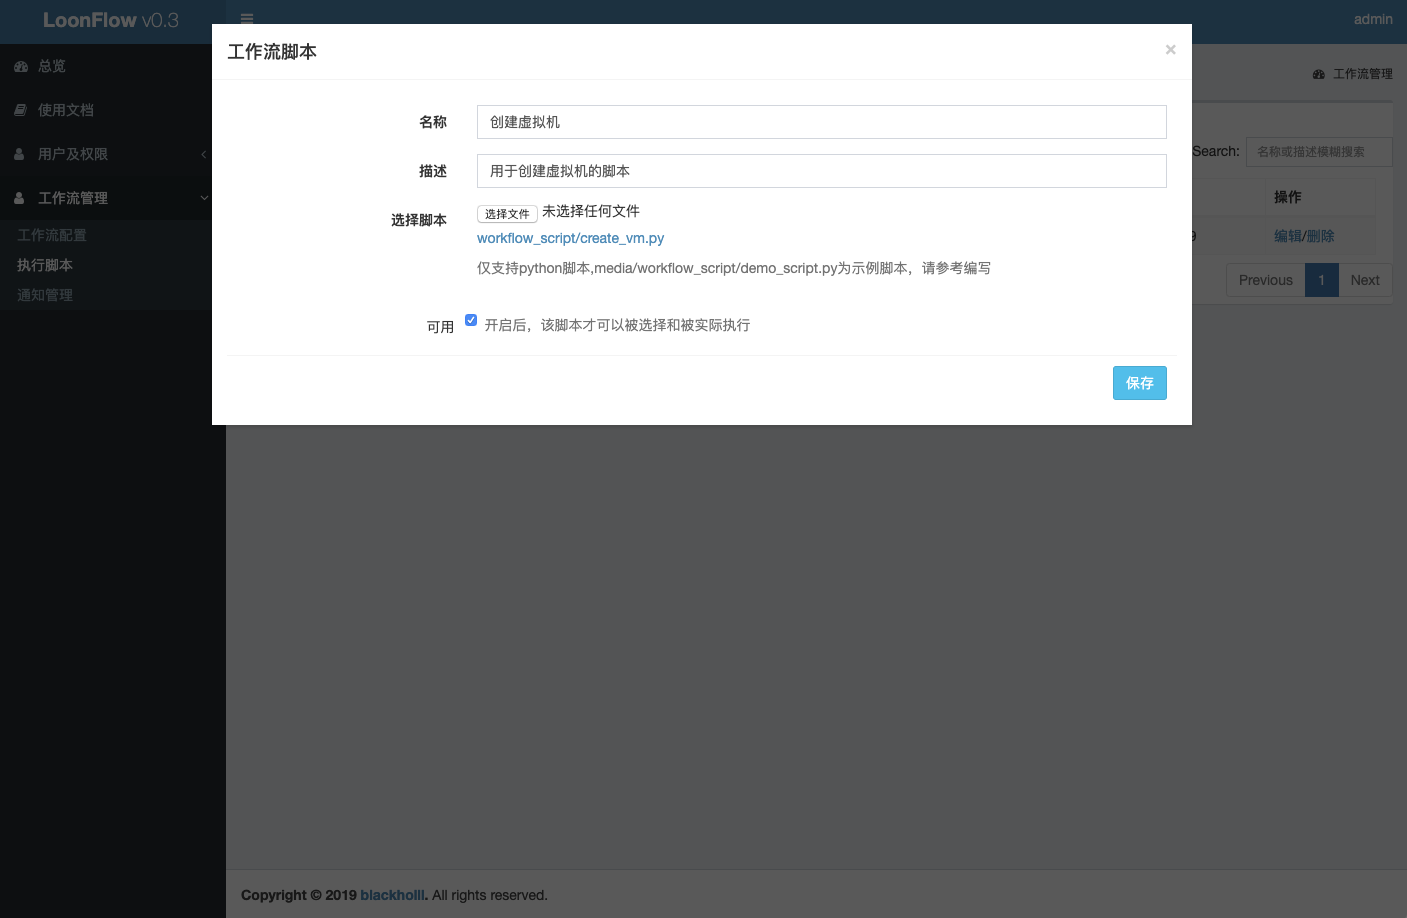 LoonFlow v0.3
admin
总览
使用文档
用户及权限
工作流管理
工作流配置
执行脚本
通知管理
工作流脚本
×
名称
创建虚拟机
描述
用于创建虚拟机的脚本
选择脚本
选择文件 未选择任何文件
workflow_script/create_vm.py
仅支持python脚本,media/workflow_script/demo_script.py为示例脚本，请参考编写
可用
开启后，该脚本才可以被选择和被实际执行
保存
工作流管理
Search: 名称或描述模糊搜索
操作
9 编辑/删除
Previous 1 Next
Copyright © 2019 blackholll. All rights reserved.